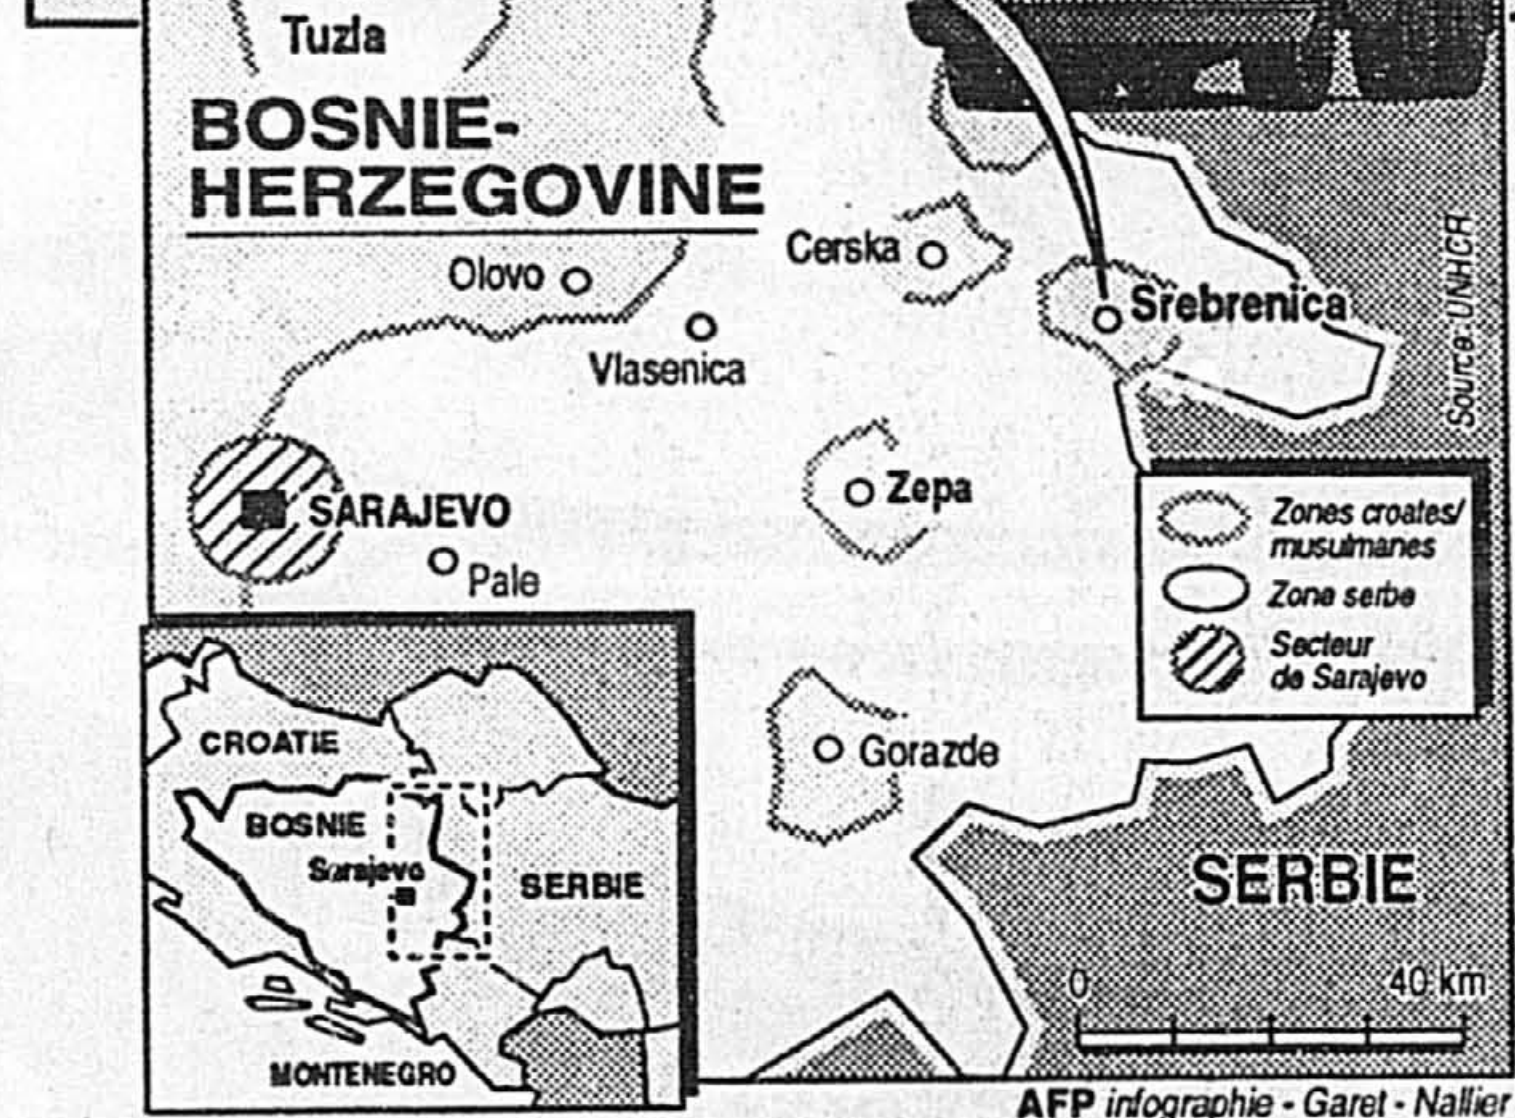 Tuzla
BOSNIE-
HERZEGOVINE
Olovo
Cerska
Srebrenica
Vlasenica
Source: UNHCR
SARAJEVO
Zepa
Pale
Zones croates/
musulmanes
Zone serbe
Secteur
de Sarajevo
Gorazde
CROATIE
BOSNIE
Sarajevo
SERBIE
MONTENEGRO
SERBIE
0 40 km
AFP infographie - Garet - Nallier